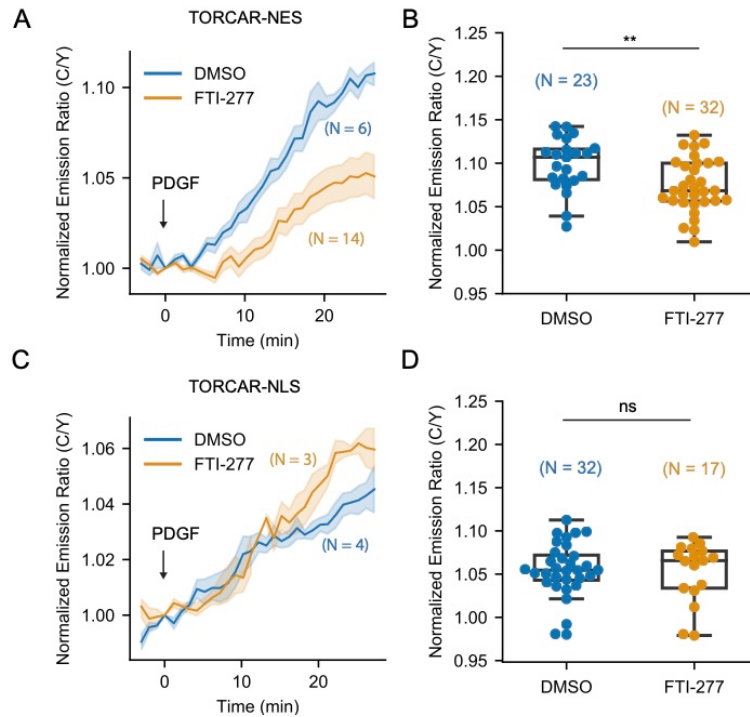 A
TORCAR-NES
Normalized Emission Ratio (C/Y)
1.10
1.05
1.00
DMSO
FTI-277
PDGF
(N = 6)
(N = 14)
0
10
20
Time (min)
B
Normalized Emission Ratio (C/Y)
1.25
1.20
1.15
1.10
1.05
1.00
0.95
**
(N = 23)
(N = 32)
DMSO
FTI-277
C
TORCAR-NLS
Normalized Emission Ratio (C/Y)
1.06
1.04
1.02
1.00
DMSO
FTI-277
PDGF
(N = 3)
(N = 4)
0
10
20
Time (min)
D
Normalized Emission Ratio (C/Y)
1.25
1.20
1.15
1.10
1.05
1.00
0.95
ns
(N = 32)
(N = 17)
DMSO
FTI-277